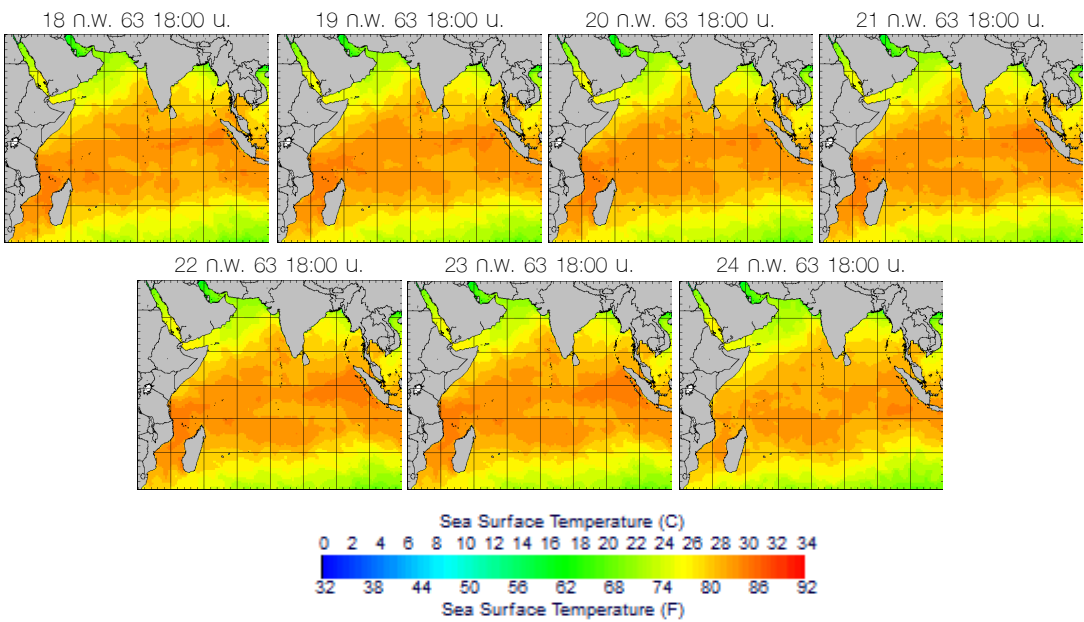 18 ก.พ. 63 18:00 น.
19 ก.พ. 63 18:00 น.
20 ก.พ. 63 18:00 น.
21 ก.พ. 63 18:00 น.
22 ก.พ. 63 18:00 น.
23 ก.พ. 63 18:00 น.
24 ก.พ. 63 18:00 น.
Sea Surface Temperature (C)
0 2 4 6 8 10 12 14 16 18 20 22 24 26 28 30 32 34
32 38 44 50 56 62 68 74 80 86 92
Sea Surface Temperature (F)